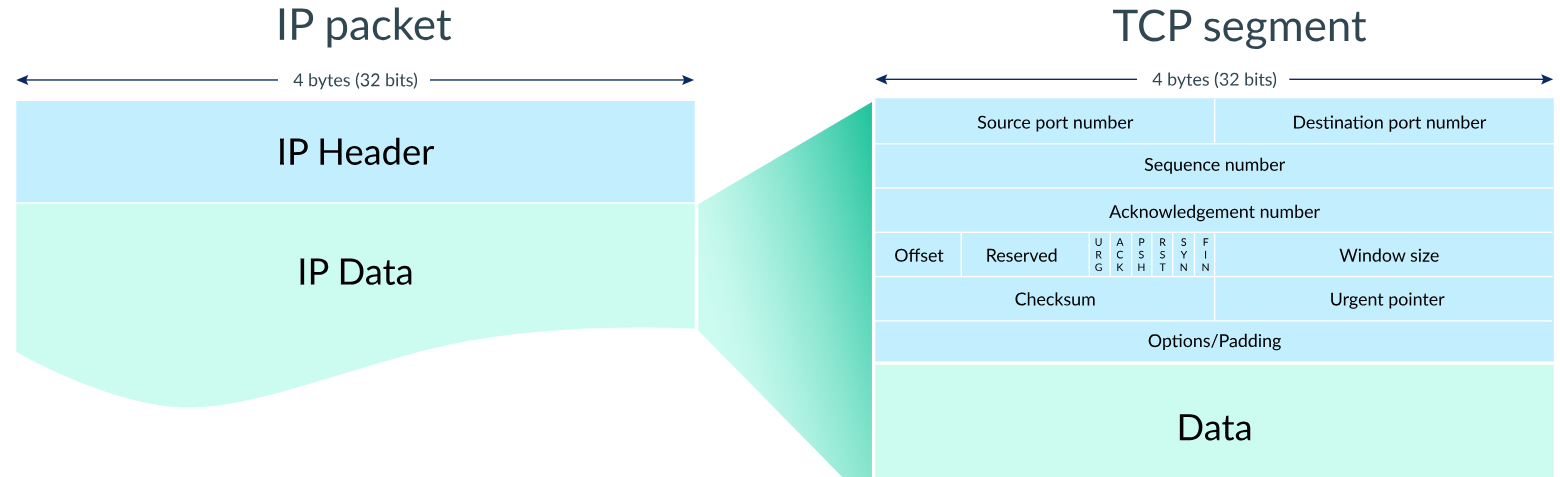 IP packet
4 bytes (32 bits)
IP Header
IP Data
TCP segment
4 bytes (32 bits)
Source port number
Destination port number
Sequence number
Acknowledgement number
Offset
Reserved
URG
ACK
PSH
RST
SYN
FIN
Window size
Checksum
Urgent pointer
Options/Padding
Data